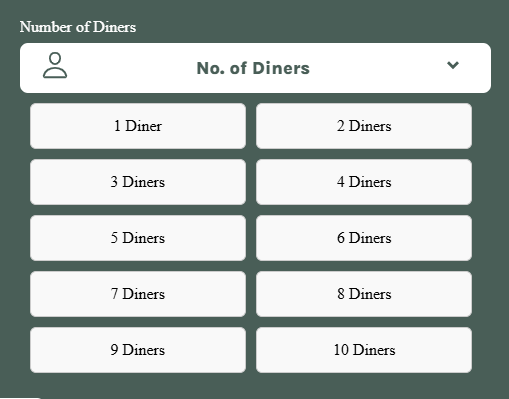 Number of Diners
No. of Diners
1 Diner
2 Diners
3 Diners
4 Diners
5 Diners
6 Diners
7 Diners
8 Diners
9 Diners
10 Diners